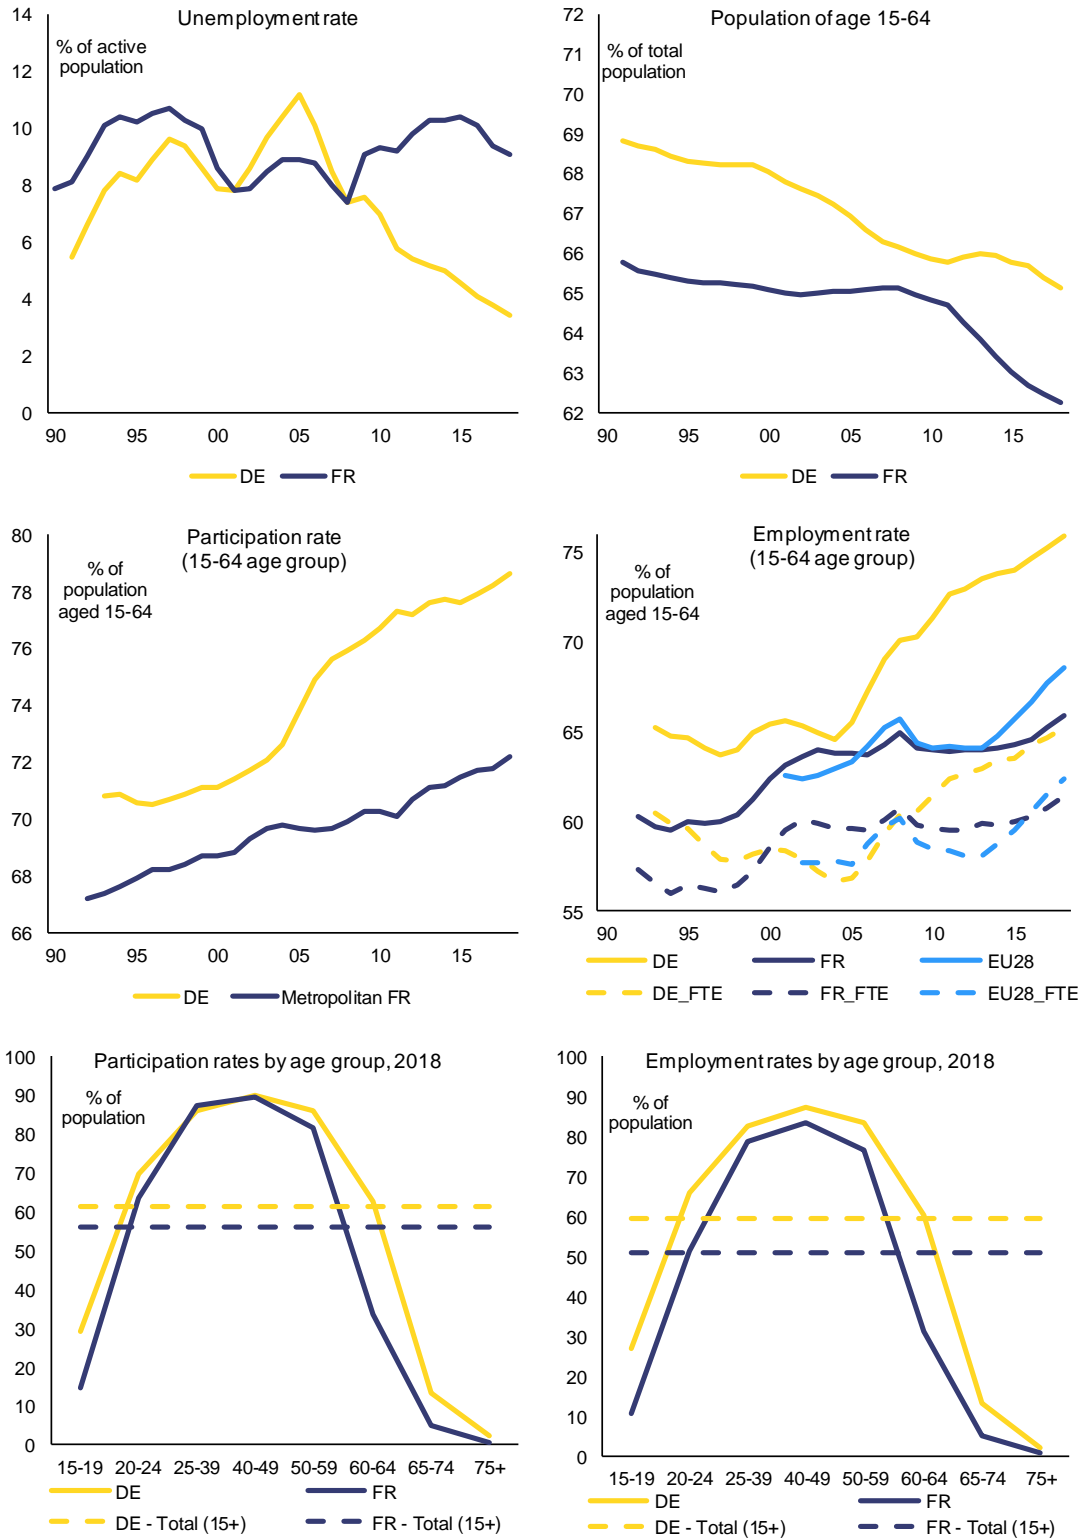 Unemployment rate
% of active
population
14
12
10
8
6
4
2
0
90 95 00 05 10 15
DE FR
Population of age 15-64
% of total
population
72
71
70
69
68
67
66
65
64
63
62
90 95 00 05 10 15
DE FR
Participation rate
(15-64 age group)
% of
population
aged 15-64
80
78
76
74
72
70
68
66
90 95 00 05 10 15
DE Metropolitan FR
Employment rate
(15-64 age group)
% of
population
aged 15-64
75
70
65
60
55
90 95 00 05 10 15
DE FR EU28
DE_FTE FR_FTE EU28_FTE
Participation rates by age group, 2018
% of
population
100
90
80
70
60
50
40
30
20
10
0
15-19 20-24 25-39 40-49 50-59 60-64 65-74 75+
DE FR
DE - Total (15+) FR - Total (15+)
Employment rates by age group, 2018
% of
population
100
90
80
70
60
50
40
30
20
10
0
15-19 20-24 25-39 40-49 50-59 60-64 65-74 75+
DE FR
DE - Total (15+) FR - Total (15+)